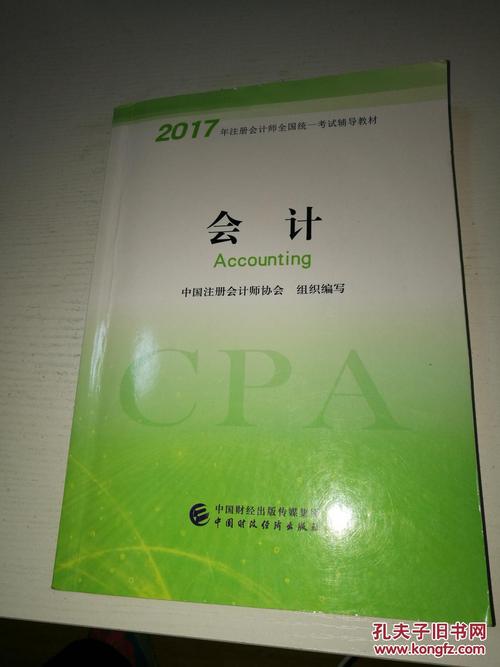 2017年注册会计师全国统一考试辅导教材
会 计
Accounting
中国注册会计师协会 组织编写
CPA
中国财经出版传媒集团
中国财政经济出版社
孔夫子旧书网
www.kongfz.com